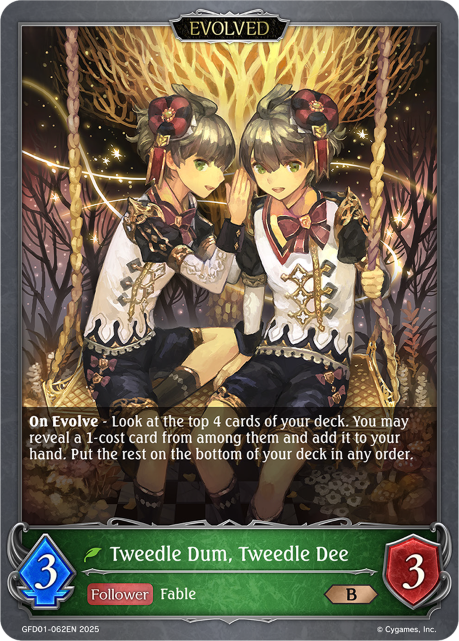 EVOLVED
On Evolve - Look at the top 4 cards of your deck. You may
reveal a 1-cost card from among them and add it to your
hand. Put the rest on the bottom of your deck in any order.
Tweedle Dum, Tweedle Dee
3
Follower Fable
B
3
GFD01-062EN 2025
© Cygames, Inc.